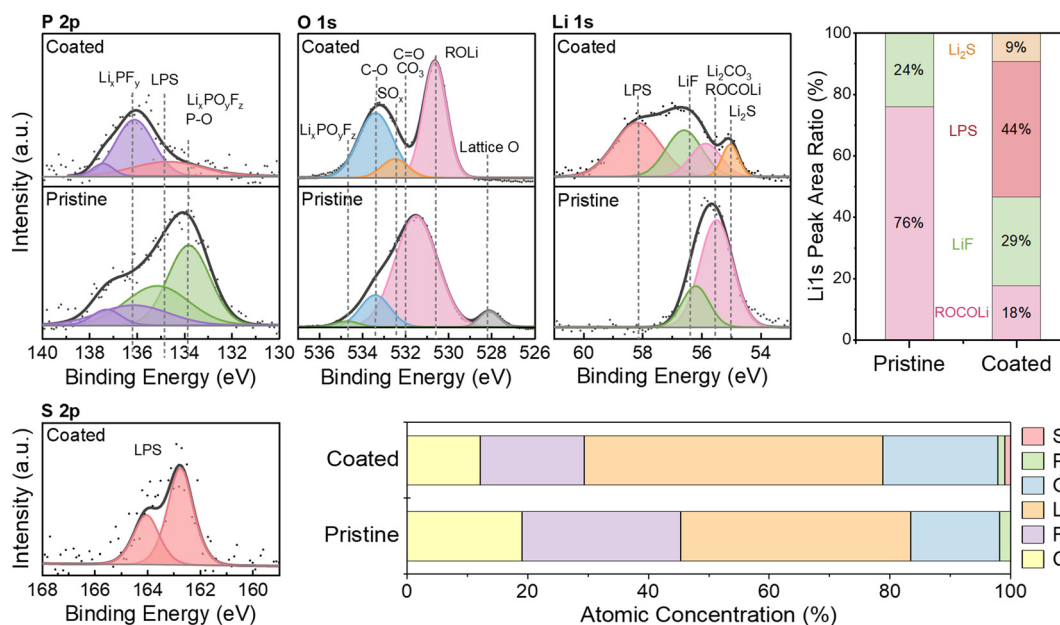 P 2p
Coated
LiₓPFᵧ
LPS
LiₓPOᵧF_z
P-O
Pristine
Intensity (a.u.)
140 138 136 134 132 130
Binding Energy (eV)
O 1s
Coated
C=O
CO₃
ROLi
C-O
SOₓ
LiₓPOᵧF_z
Lattice O
Pristine
536 534 532 530 528 526
Binding Energy (eV)
Li 1s
Coated
LPS
LiF
Li₂CO₃
ROCOLi
Li₂S
Pristine
60 58 56 54
Binding Energy (eV)
Li1s Peak Area Ratio (%)
100
80
60
40
20
0
24%
76%
Li₂S
LPS
LiF
ROCOLi
9%
44%
29%
18%
Pristine Coated
S 2p
Coated
LPS
Intensity (a.u.)
168 166 164 162 160
Binding Energy (eV)
Coated
Pristine
0 20 40 60 80 100
Atomic Concentration (%)
S